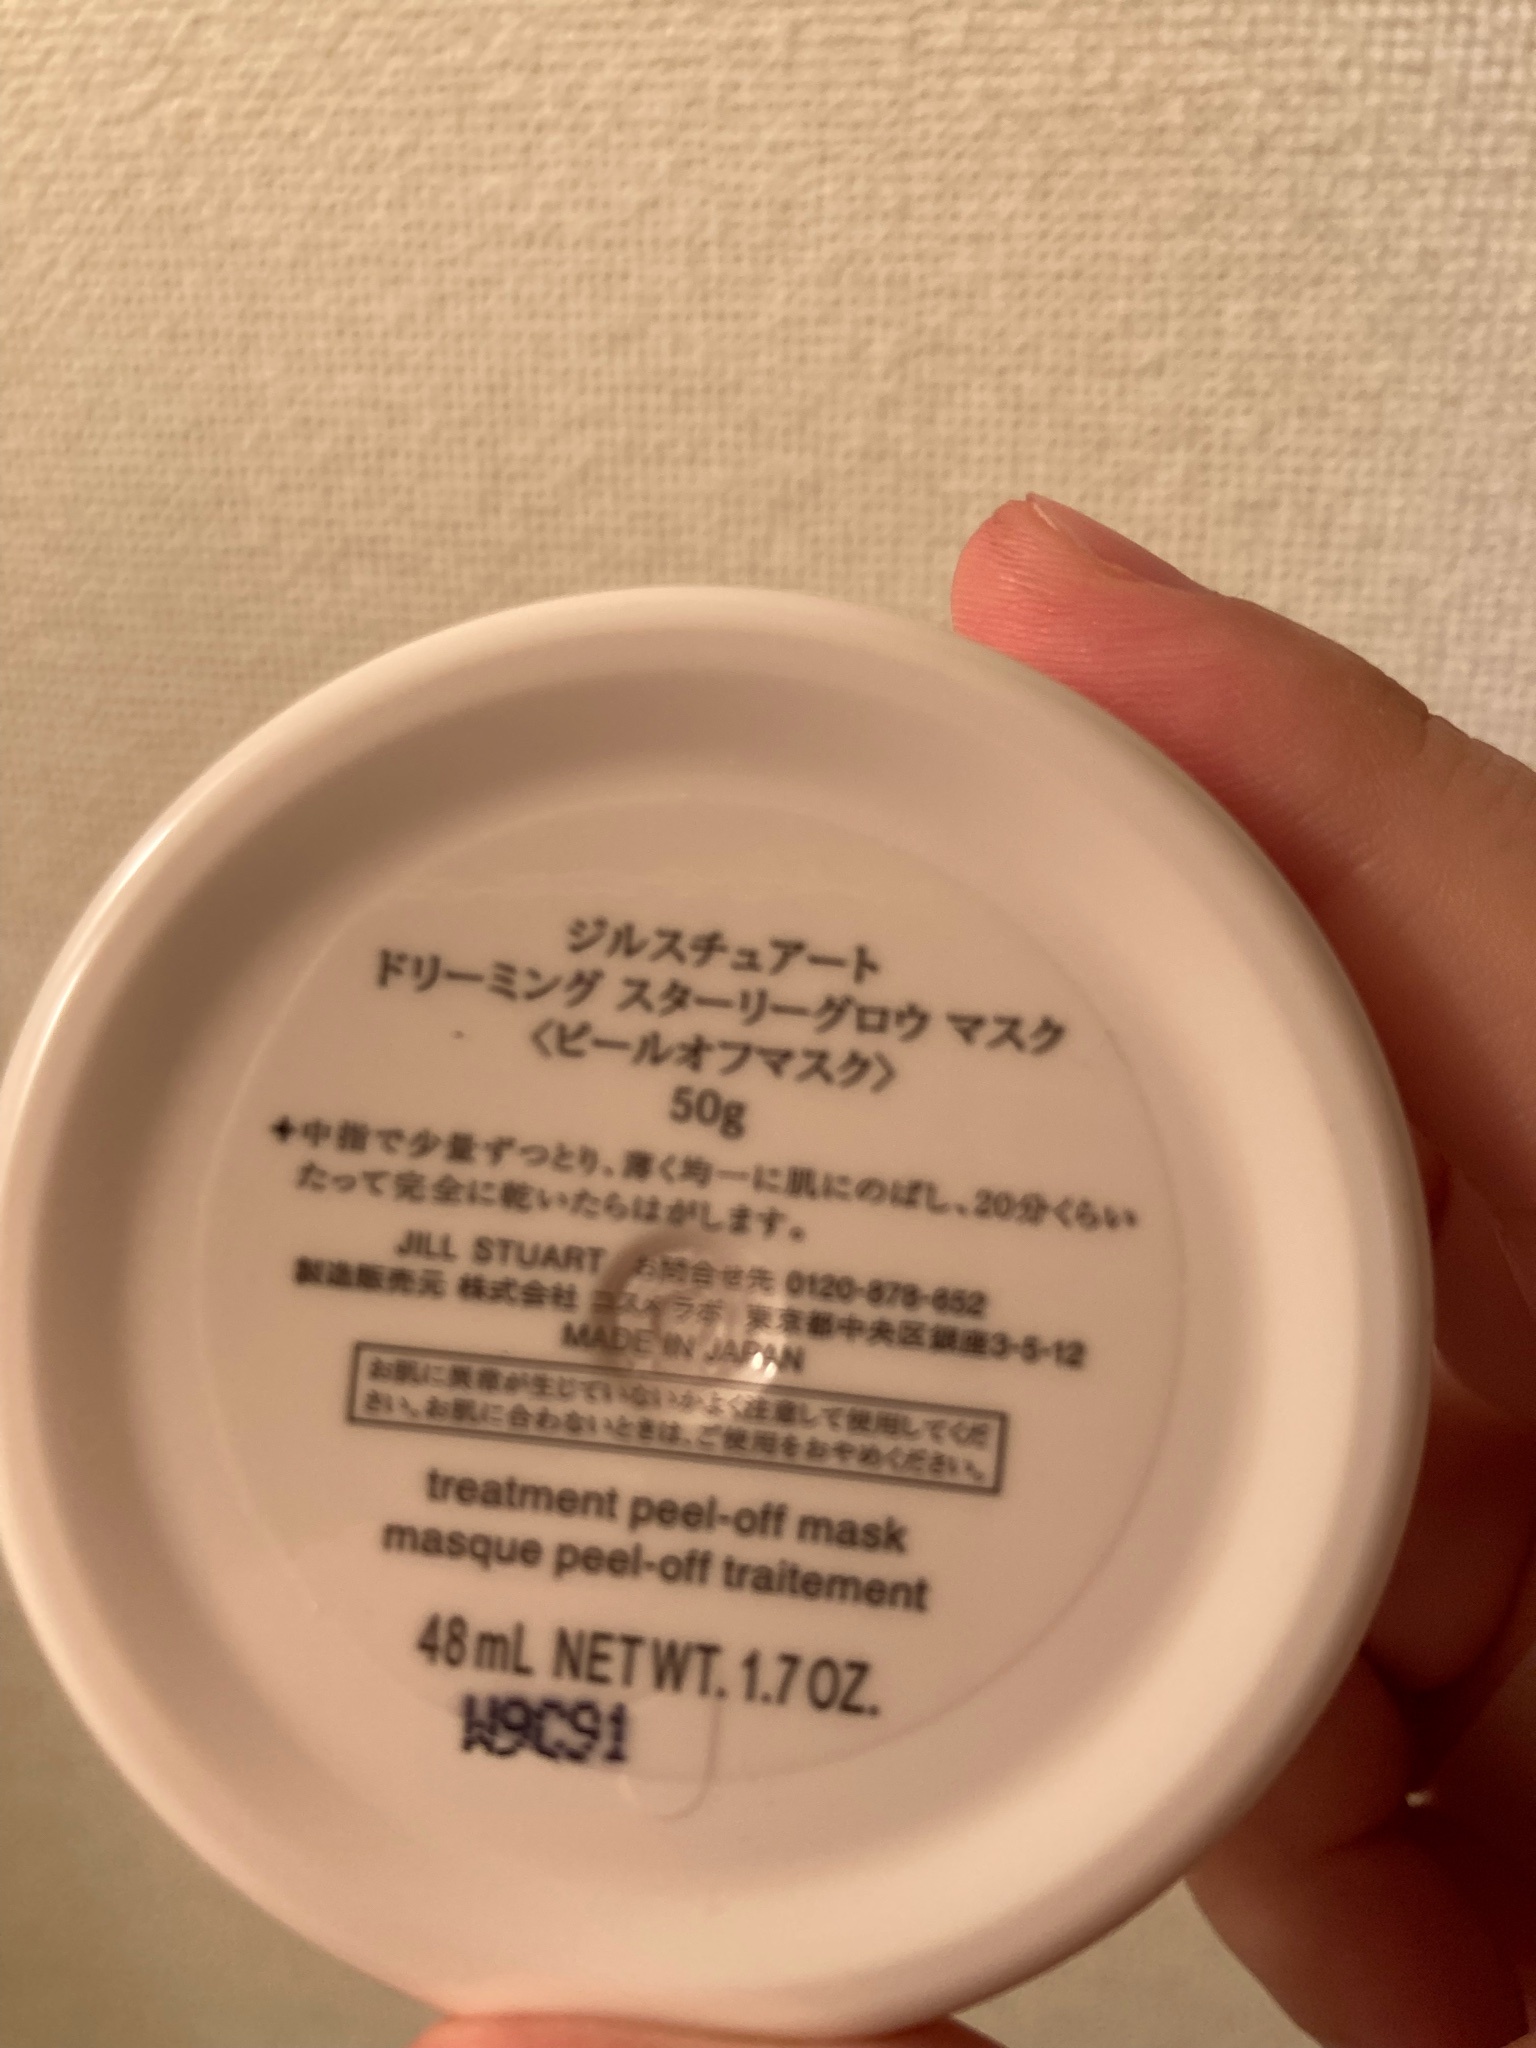 ジルスチュアート
ドリーミング スターリーグロウ マスク
〈ピールオフマスク〉
50g
✦中指で少量ずつとり、薄く均一に肌にのばし、20分くらい
たって完全に乾いたらはがします。
JILL STUART お問合せ先 0120-878-652
製造販売元 株式会社 コスメラボ 東京都中央区銀座3-5-12
MADE IN JAPAN
お肌に異常が生じていないかよく注意して使用してくだ
さい。お肌に合わないときは、ご使用をおやめください。
treatment peel-off mask
masque peel-off traitement
48 mL NET WT. 1.7 OZ.
W9C91